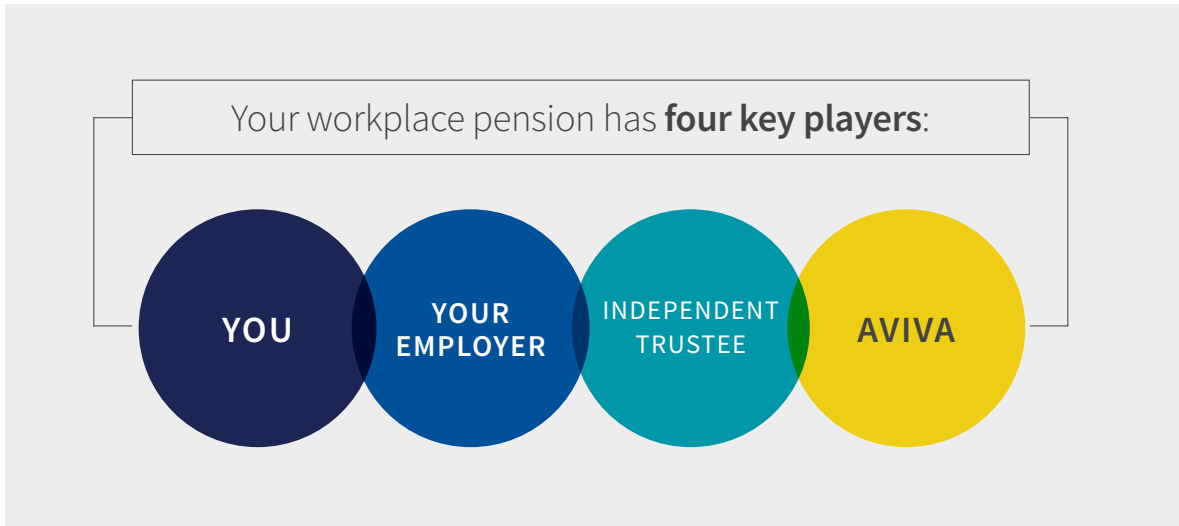 Your workplace pension has four key players:
YOU
YOUR
EMPLOYER
INDEPENDENT
TRUSTEE
AVIVA